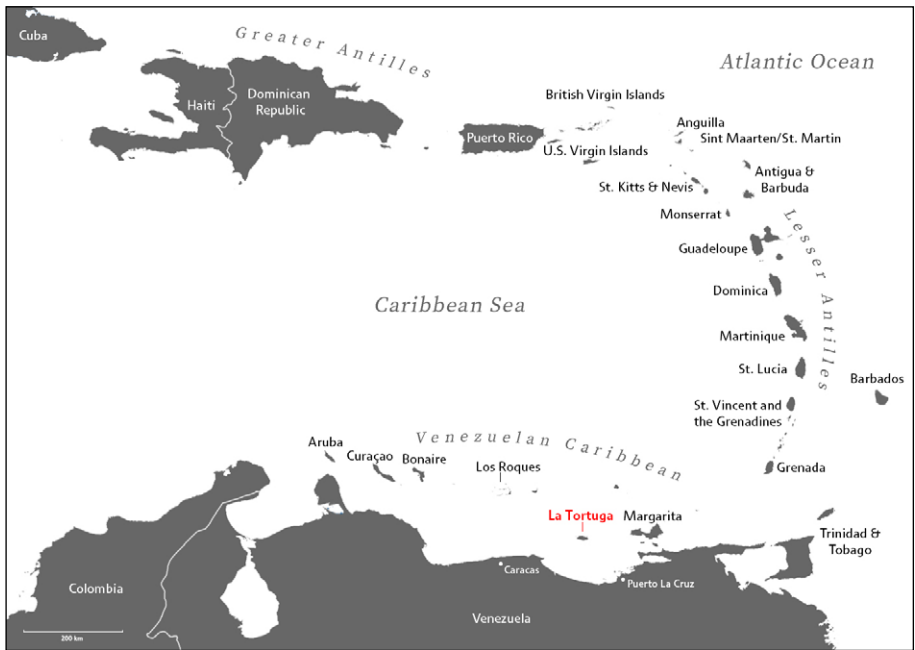 Cuba
Greater Antilles
Atlantic Ocean
Haiti
Dominican
Republic
British Virgin Islands
Puerto Rico
Anguilla
Sint Maarten/St. Martin
U.S. Virgin Islands
Antigua &
Barbuda
St. Kitts & Nevis
Monserrat
Lesser Antilles
Guadeloupe
Dominica
Caribbean Sea
Martinique
St. Lucia
Barbados
St. Vincent and
the Grenadines
Venezuelan Caribbean
Aruba
Curaçao
Bonaire
Los Roques
Grenada
La Tortuga
Margarita
Trinidad &
Tobago
Caracas
Puerto La Cruz
Colombia
Venezuela
200 km